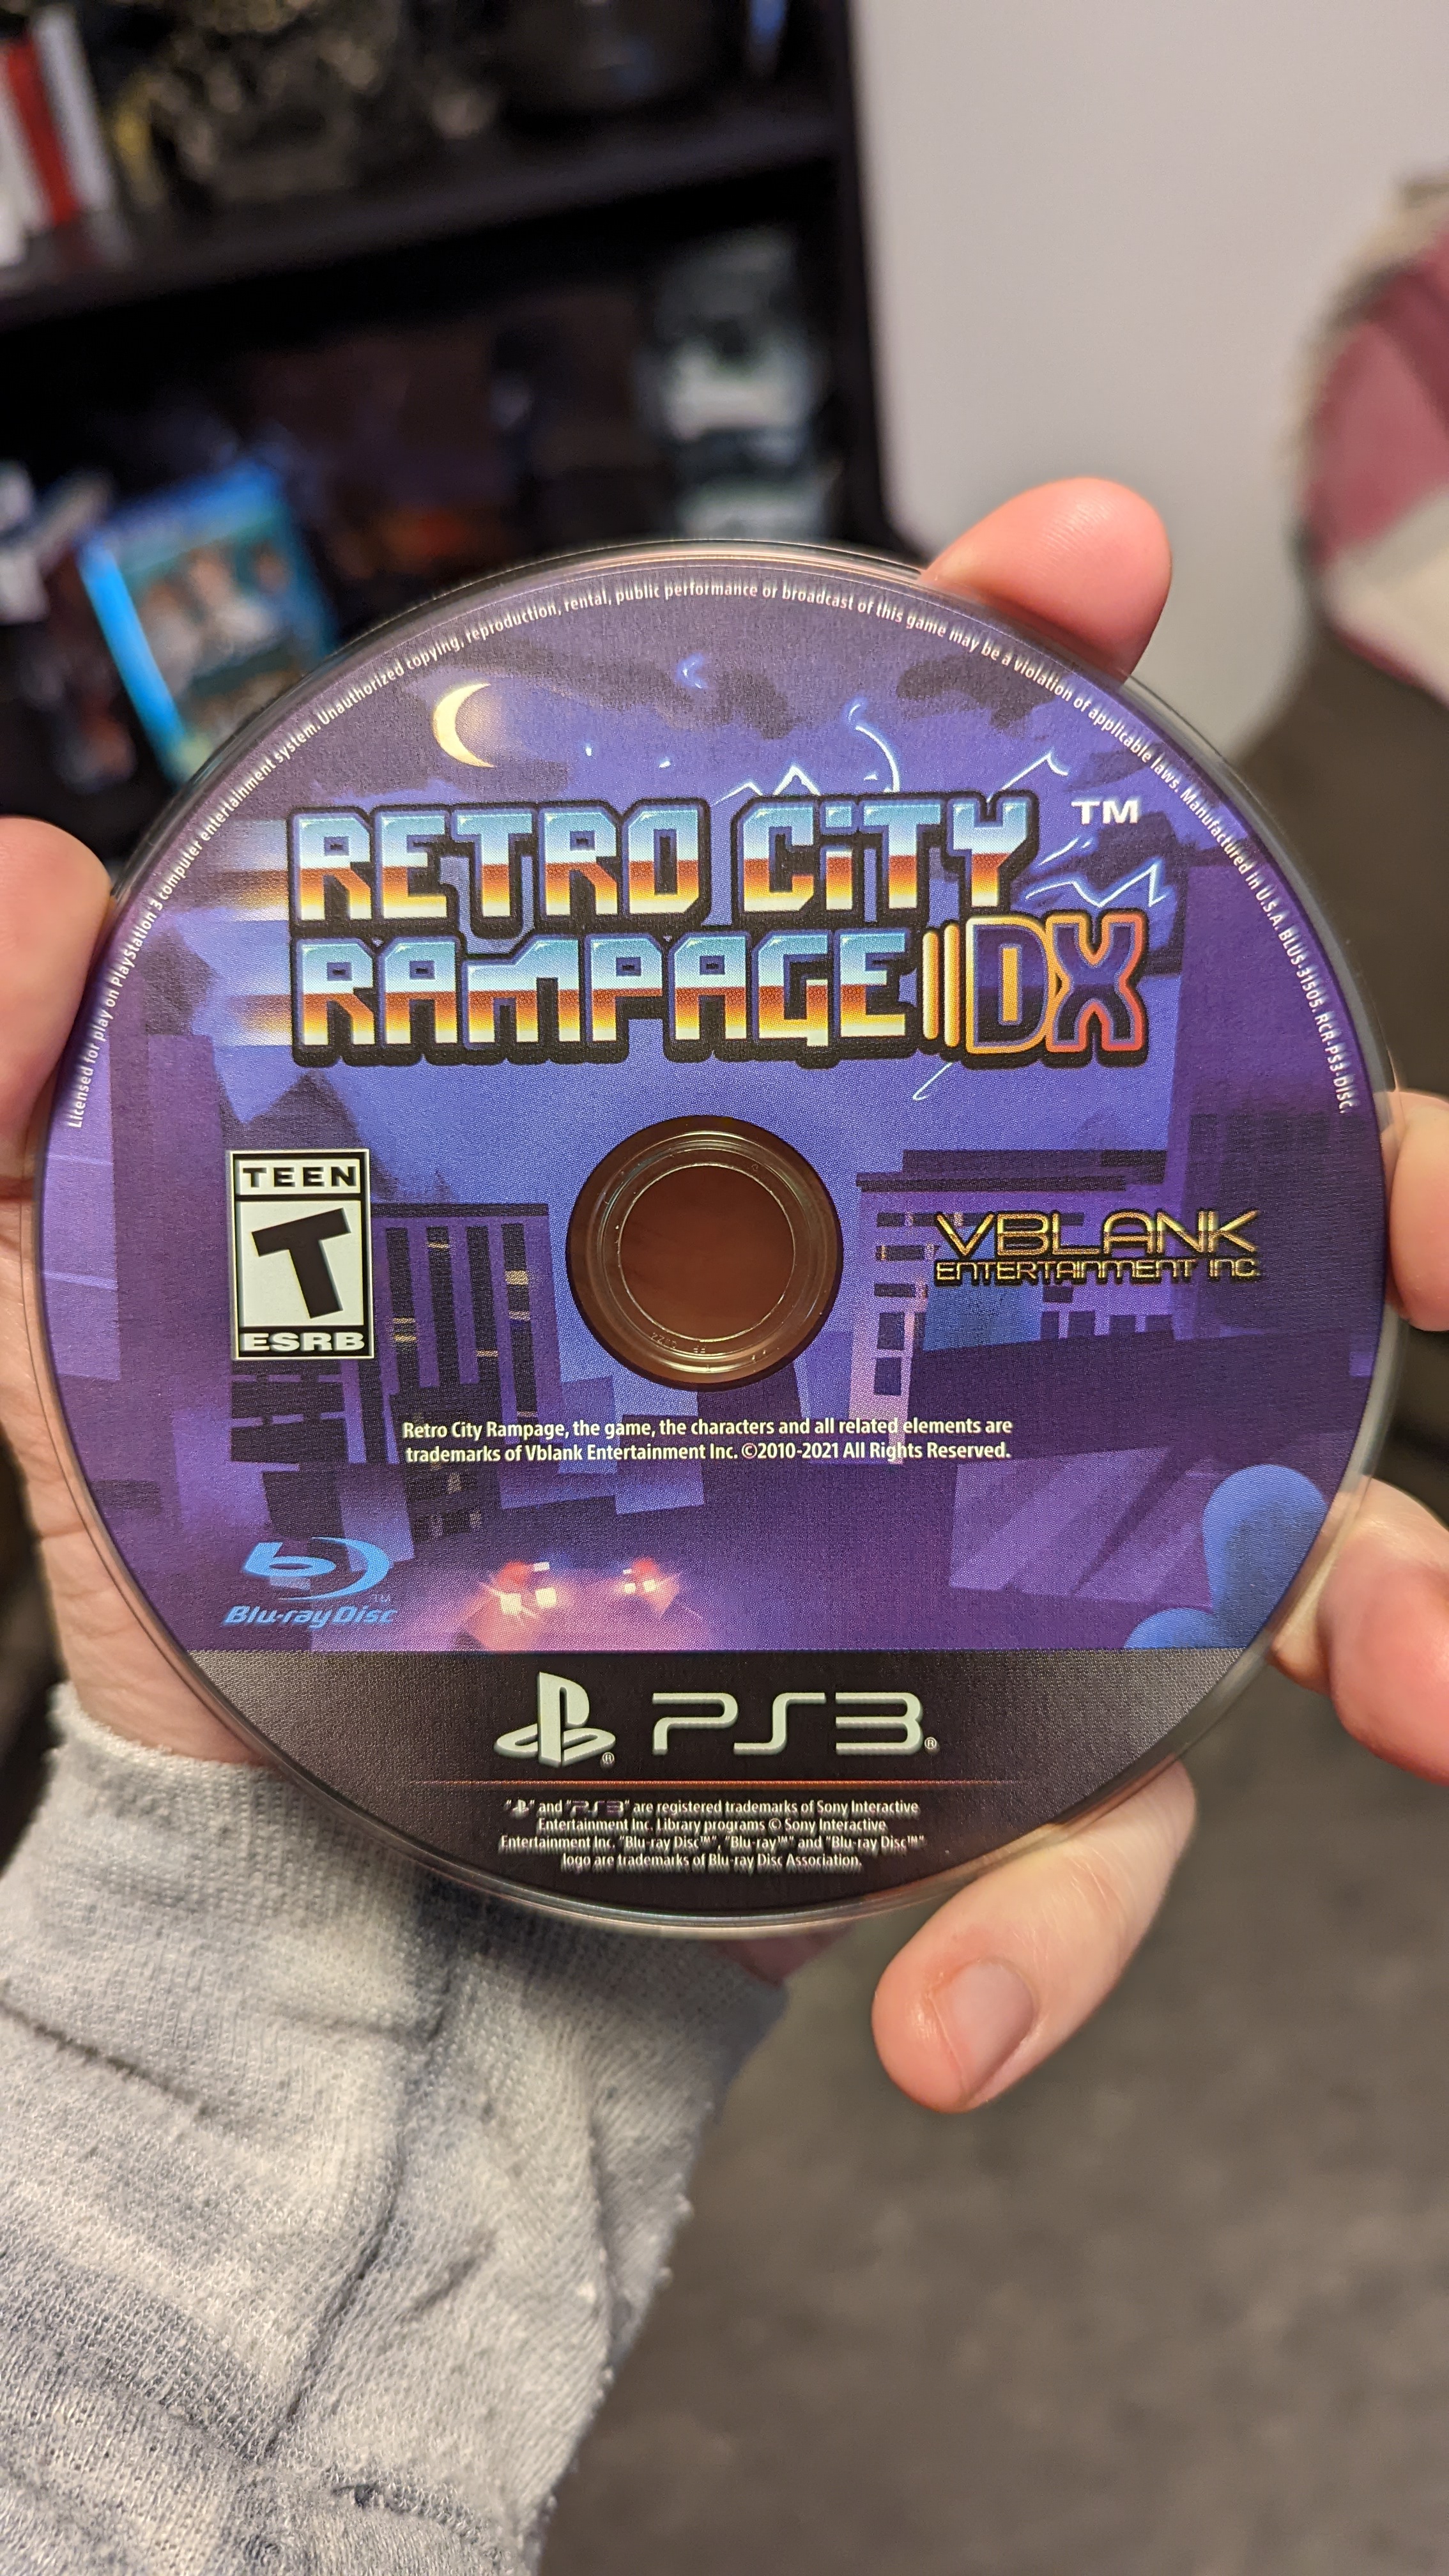 Licensed for play on PlayStation 3 computer entertainment system. Unauthorized copying, reproduction, rental, public performance or broadcast of this game may be a violation of applicable laws. Manufactured in U.S.A. BLUS-31505. RCR-PS3-DISC.
RETRO CiTY TM
RAMPAGE DX
TEEN
T
ESRB
VBLANK
ENTERTAINMENT INC.
Retro City Rampage, the game, the characters and all related elements are
trademarks of Vblank Entertainment Inc. ©2010-2021 All Rights Reserved.
Blu-ray Disc TM
PS3®
" " and "PS3" are registered trademarks of Sony Interactive
Entertainment Inc. Library programs © Sony Interactive
Entertainment Inc. "Blu-ray Disc™", "Blu-ray™" and "Blu-ray Disc™"
logo are trademarks of Blu-ray Disc Association.